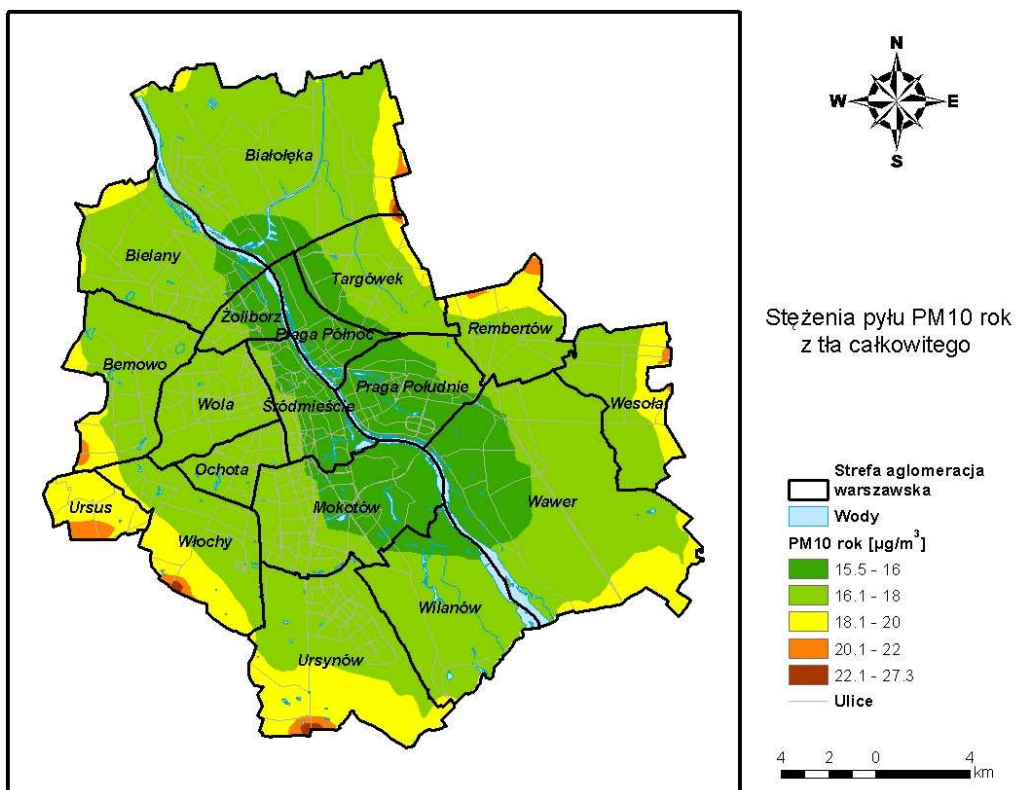 N
W E
S
Białołęka
Bielany
Targówek
Żoliborz
Praga Północ
Rembertów
Bemowo
Praga Południe
Wola
Śródmieście
Wesoła
Ochota
Ursus
Mokotów
Wawer
Włochy
Wilanów
Ursynów
Stężenia pyłu PM10 rok
z tła całkowitego
Strefa aglomeracja
warszawska
Wody
PM10 rok [µg/m³]
15.5 - 16
16.1 - 18
18.1 - 20
20.1 - 22
22.1 - 27.3
Ulice
4 2 0 4
km